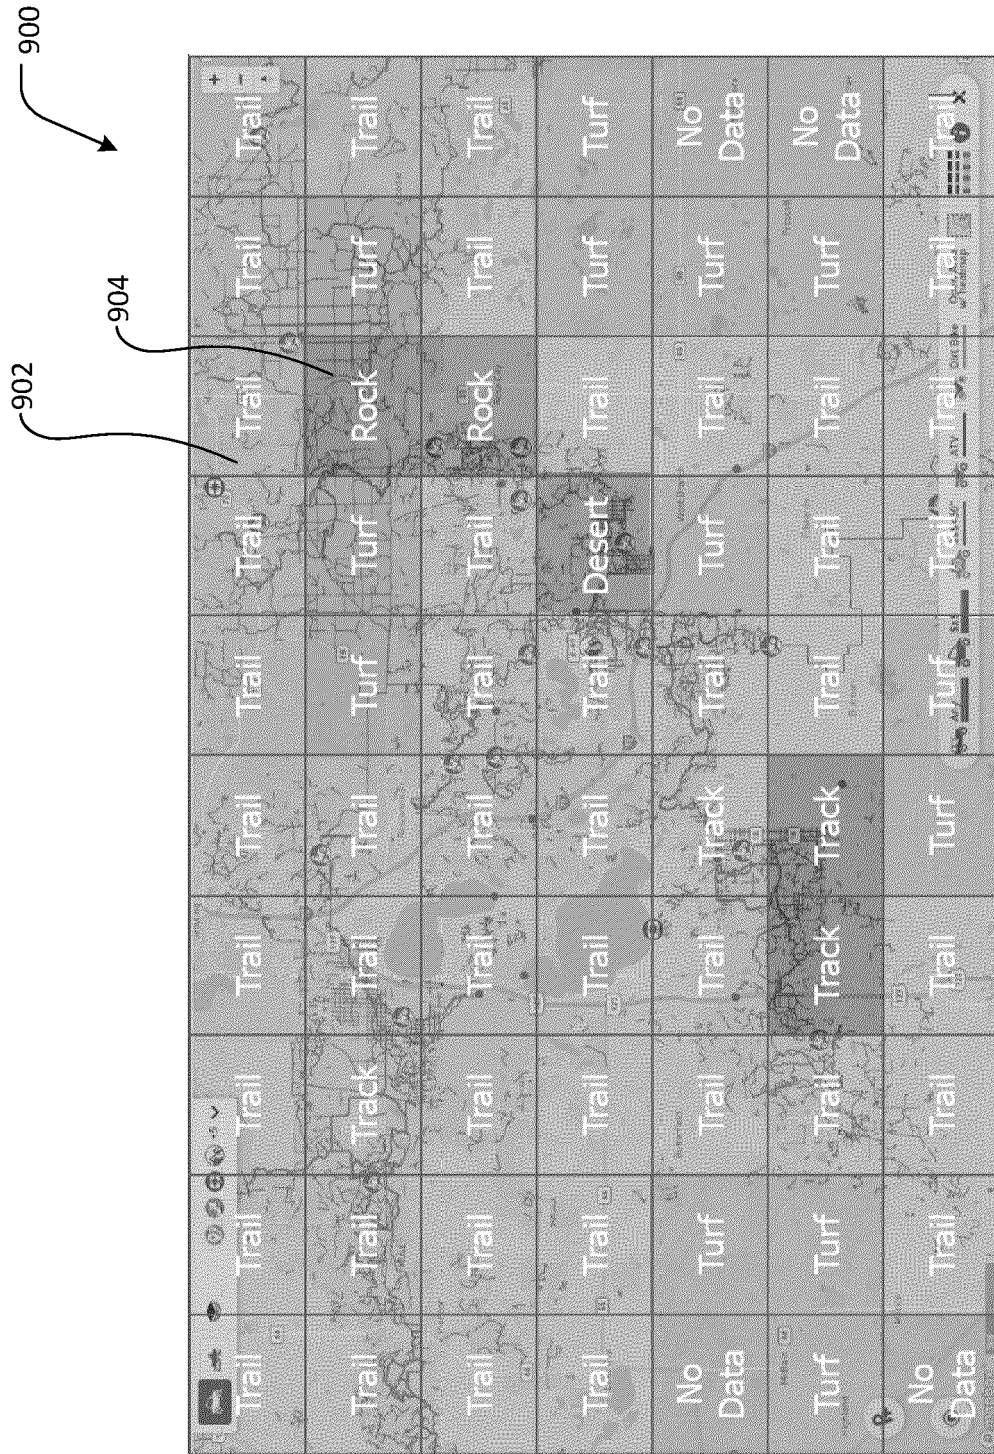 900
902
904
Trail Trail Trail Trail Trail Trail Trail Trail Trail Trail
Trail Trail Track Trail Trail Turf Turf Rock Turf Trail
Trail Trail Trail Trail Trail Trail Trail Rock Trail Trail
Trail Trail Trail Trail Trail Trail Desert Trail Turf Turf
No Data Turf Trail Trail Track Trail Turf Trail Turf No Data
Turf Turf Trail Track Track Trail Trail Trail Turf No Data
No Data Trail Trail Trail Turf Turf Trail Trail Trail Trail
ATV Dirt Bike